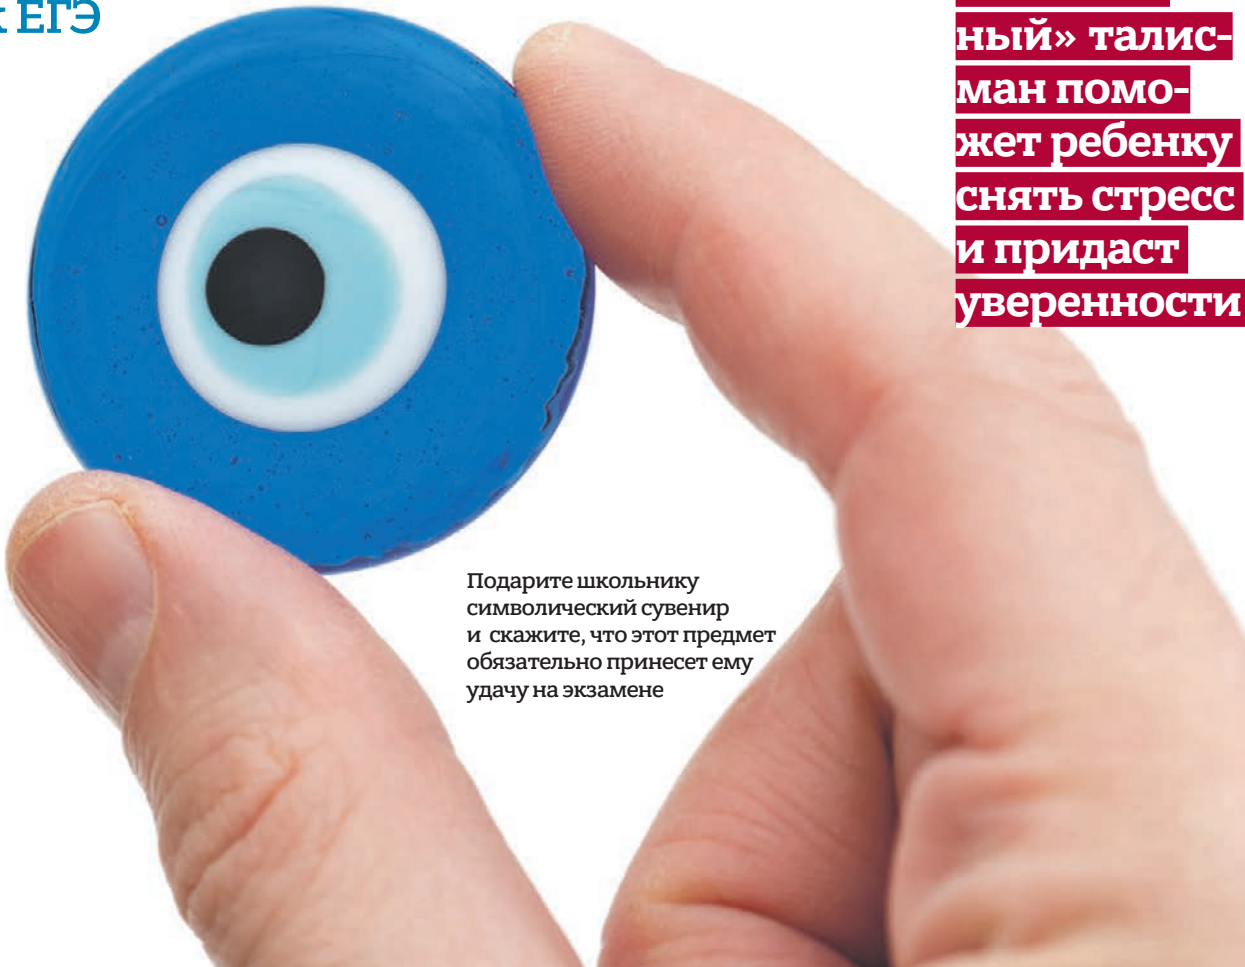 ЕГЭ
ный» талис-
ман помо-
жет ребенку
снять стресс
и придаст
уверенности
Подарите школьнику
символический сувенир
и скажите, что этот предмет
обязательно принесет ему
удачу на экзамене